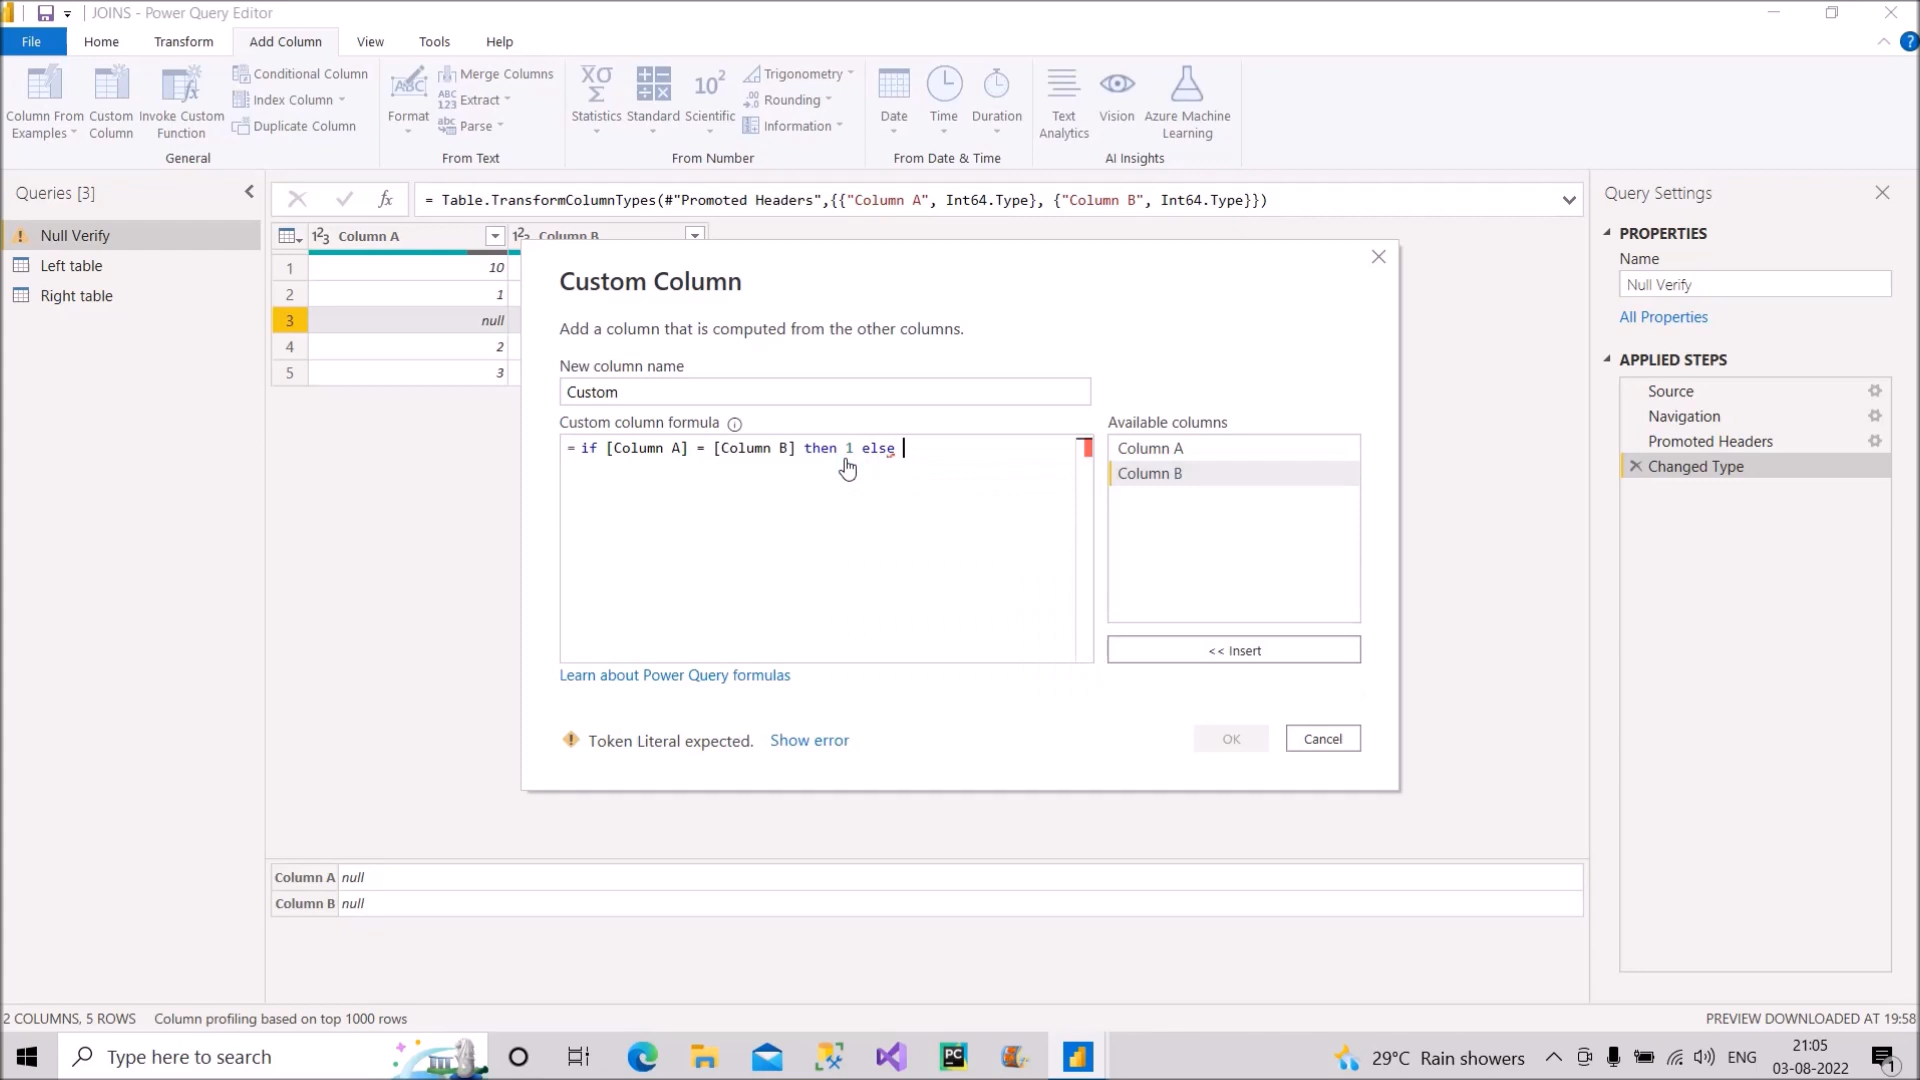 JOINS - Power Query Editor
File Home Transform Add Column View Tools Help
Column From Examples
Custom Column
Invoke Custom Function
Conditional Column
Index Column
Duplicate Column
General
Format
Merge Columns
Extract
Parse
From Text
Statistics
Standard
Scientific
Trigonometry
Rounding
Information
From Number
Date
Time
Duration
From Date & Time
Text Analytics
Vision
Azure Machine Learning
AI Insights
Queries [3]
Null Verify
Left table
Right table
= Table.TransformColumnTypes(#"Promoted Headers",{{"Column A", Int64.Type}, {"Column B", Int64.Type}})
Column A Column B
1 10
2 1
3 null
4 2
5 3
Custom Column
Add a column that is computed from the other columns.
New column name
Custom
Custom column formula
= if [Column A] = [Column B] then 1 else
Available columns
Column A
Column B
<< Insert
Learn about Power Query formulas
Token Literal expected. Show error
OK Cancel
Column A null
Column B null
Query Settings
PROPERTIES
Name
Null Verify
All Properties
APPLIED STEPS
Source
Navigation
Promoted Headers
Changed Type
2 COLUMNS, 5 ROWS Column profiling based on top 1000 rows
PREVIEW DOWNLOADED AT 19:58
Type here to search
29°C Rain showers
ENG
21:05
03-08-2022
1